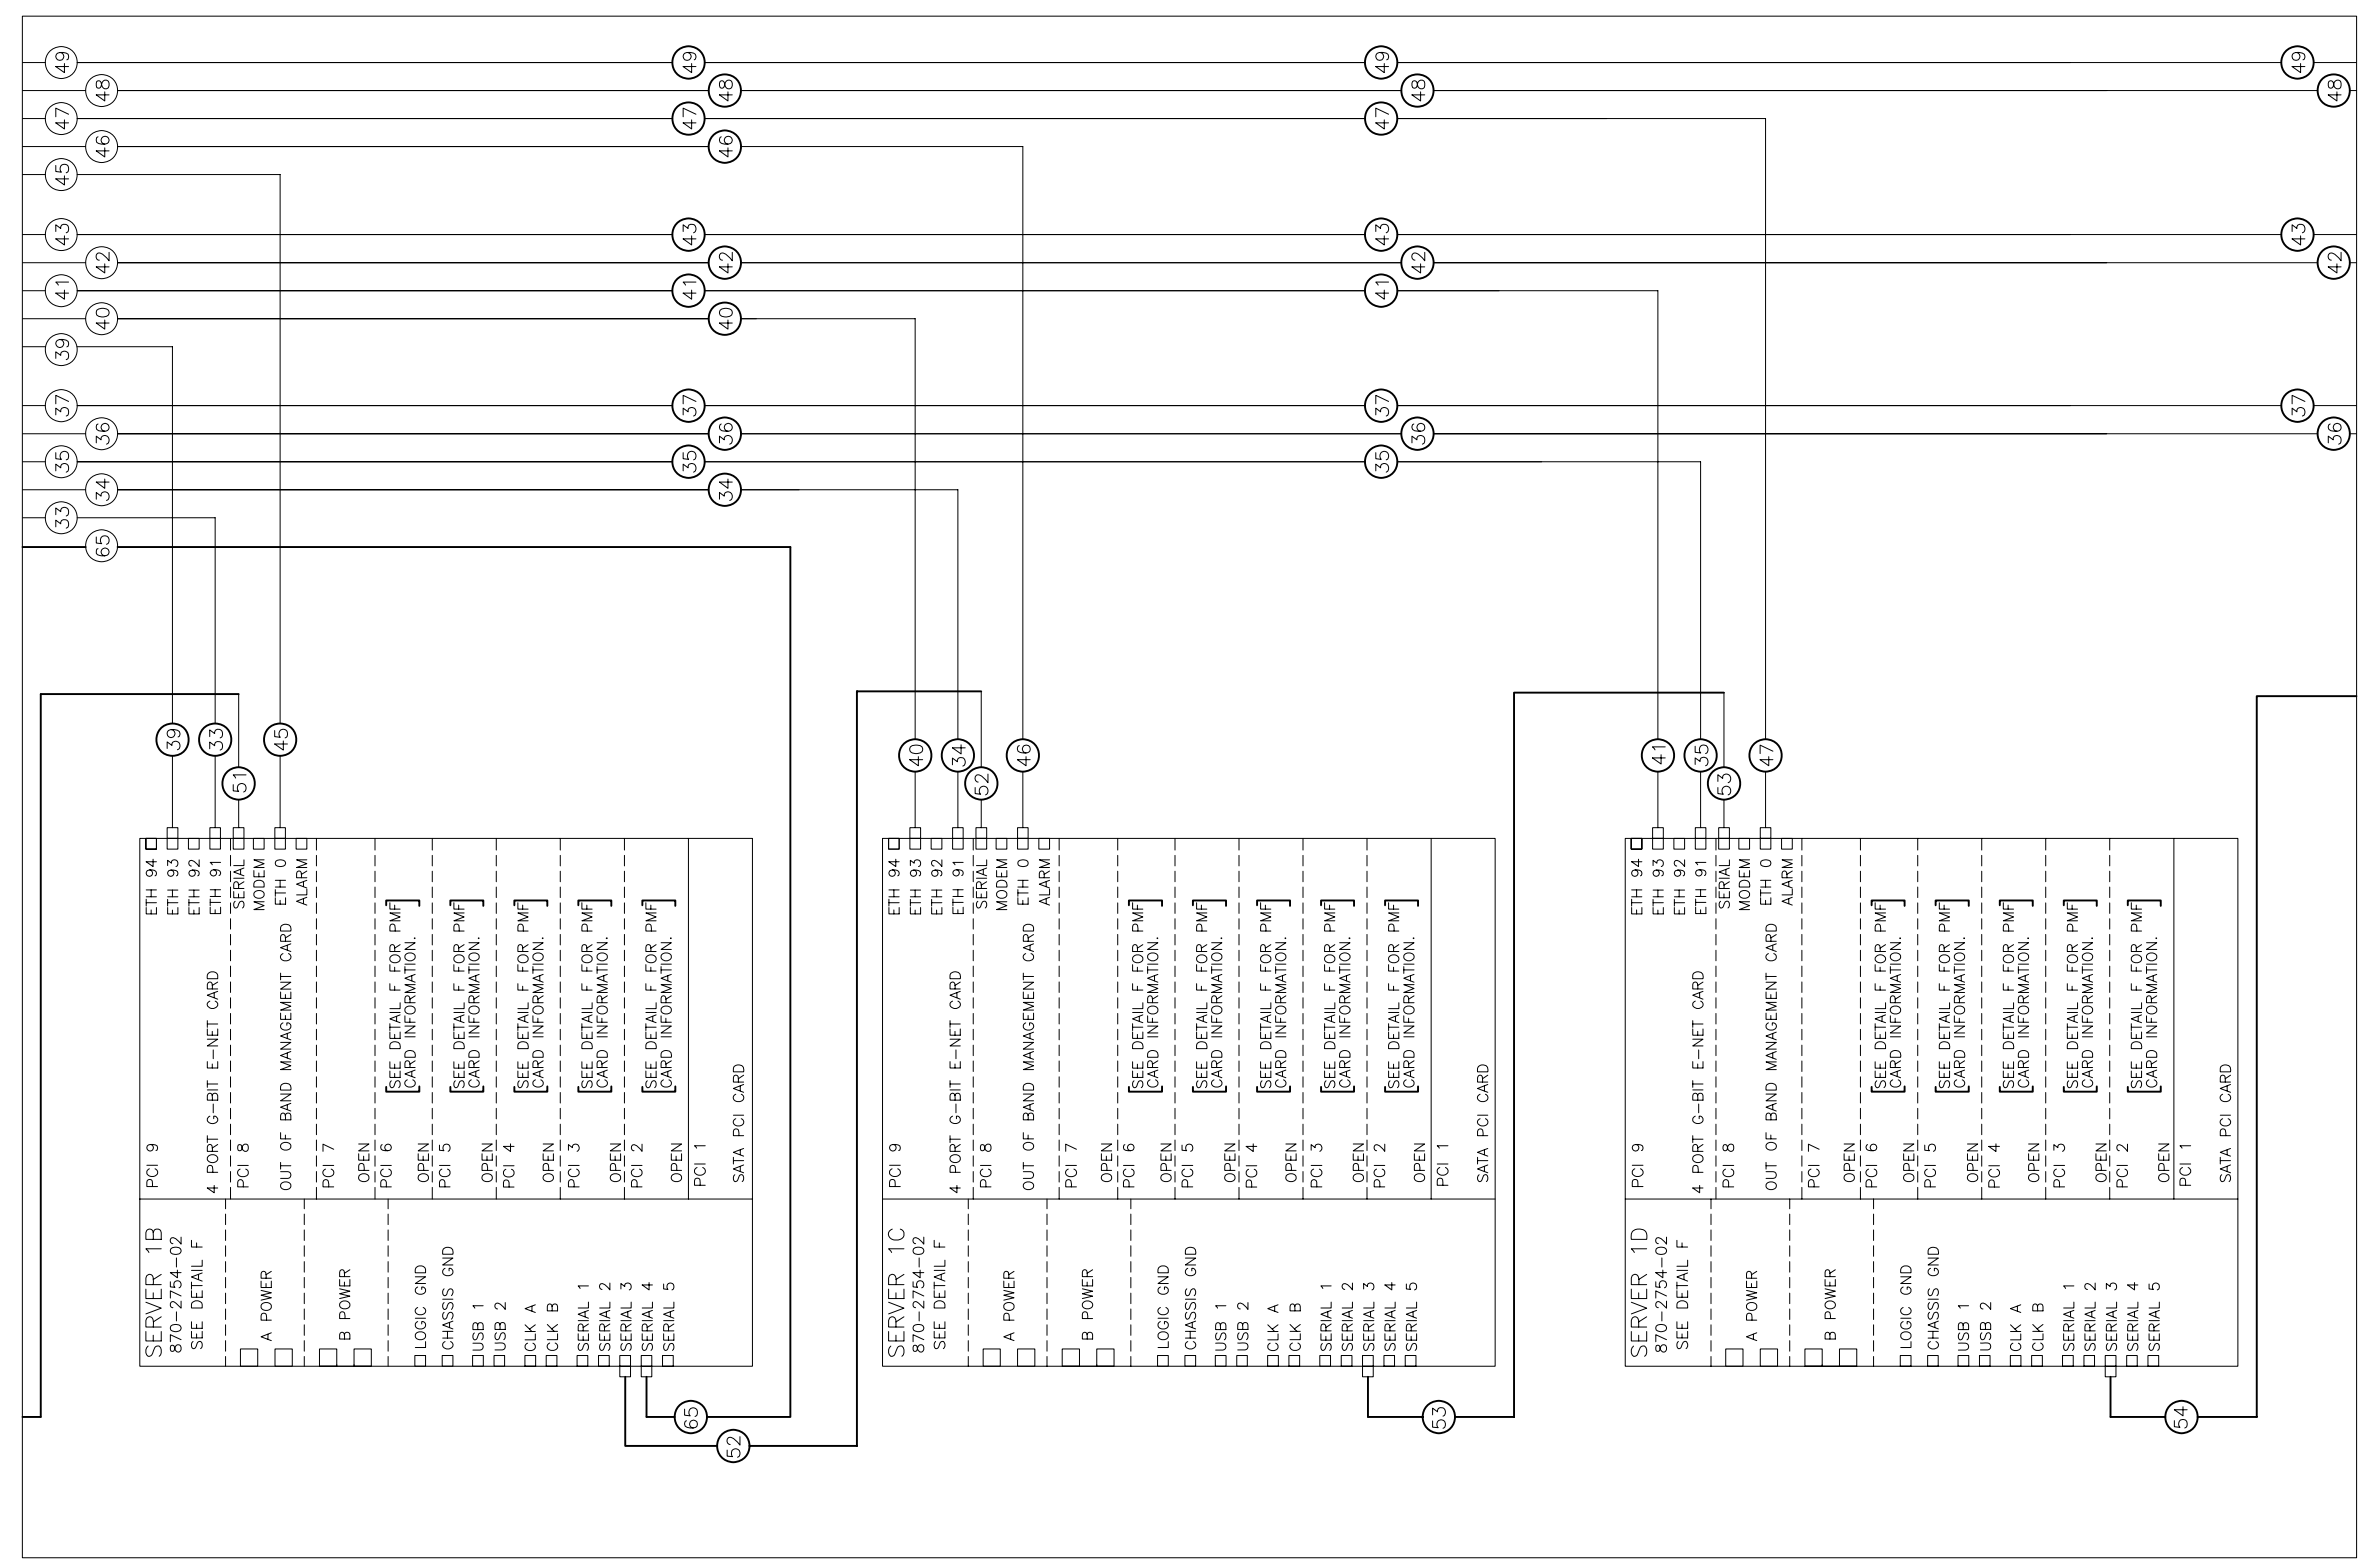 49 49 49 49
48 48 48 48
47 47 47
46 46
45
43 43 43 43
42 42 42 42
41 41 41
40 40
39
37 37 37 37
36 36 36 36
35 35 35
34 34
33
65
39 33 45
51
40 34 46
52
41 35 47
53
SERVER 1B
870-2754-02
SEE DETAIL F
A POWER
B POWER
LOGIC GND
CHASSIS GND
USB 1
USB 2
CLK A
CLK B
SERIAL 1
SERIAL 2
SERIAL 3
SERIAL 4
SERIAL 5
PCI 9
4 PORT G-BIT E-NET CARD
ETH 94
ETH 93
ETH 92
ETH 91
PCI 8
OUT OF BAND MANAGEMENT CARD
SERIAL
MODEM
ETH 0
ALARM
PCI 7
OPEN
PCI 6
SEE DETAIL F FOR PMF
CARD INFORMATION.
OPEN
PCI 5
SEE DETAIL F FOR PMF
CARD INFORMATION.
OPEN
PCI 4
SEE DETAIL F FOR PMF
CARD INFORMATION.
OPEN
PCI 3
SEE DETAIL F FOR PMF
CARD INFORMATION.
OPEN
PCI 2
SEE DETAIL F FOR PMF
CARD INFORMATION.
OPEN
PCI 1
SATA PCI CARD
65
52
SERVER 1C
870-2754-02
SEE DETAIL F
A POWER
B POWER
LOGIC GND
CHASSIS GND
USB 1
USB 2
CLK A
CLK B
SERIAL 1
SERIAL 2
SERIAL 3
SERIAL 4
SERIAL 5
PCI 9
4 PORT G-BIT E-NET CARD
ETH 94
ETH 93
ETH 92
ETH 91
PCI 8
OUT OF BAND MANAGEMENT CARD
SERIAL
MODEM
ETH 0
ALARM
PCI 7
OPEN
PCI 6
SEE DETAIL F FOR PMF
CARD INFORMATION.
OPEN
PCI 5
SEE DETAIL F FOR PMF
CARD INFORMATION.
OPEN
PCI 4
SEE DETAIL F FOR PMF
CARD INFORMATION.
OPEN
PCI 3
SEE DETAIL F FOR PMF
CARD INFORMATION.
OPEN
PCI 2
SEE DETAIL F FOR PMF
CARD INFORMATION.
OPEN
PCI 1
SATA PCI CARD
53
SERVER 1D
870-2754-02
SEE DETAIL F
A POWER
B POWER
LOGIC GND
CHASSIS GND
USB 1
USB 2
CLK A
CLK B
SERIAL 1
SERIAL 2
SERIAL 3
SERIAL 4
SERIAL 5
PCI 9
4 PORT G-BIT E-NET CARD
ETH 94
ETH 93
ETH 92
ETH 91
PCI 8
OUT OF BAND MANAGEMENT CARD
SERIAL
MODEM
ETH 0
ALARM
PCI 7
OPEN
PCI 6
SEE DETAIL F FOR PMF
CARD INFORMATION.
OPEN
PCI 5
SEE DETAIL F FOR PMF
CARD INFORMATION.
OPEN
PCI 4
SEE DETAIL F FOR PMF
CARD INFORMATION.
OPEN
PCI 3
SEE DETAIL F FOR PMF
CARD INFORMATION.
OPEN
PCI 2
SEE DETAIL F FOR PMF
CARD INFORMATION.
OPEN
PCI 1
SATA PCI CARD
54